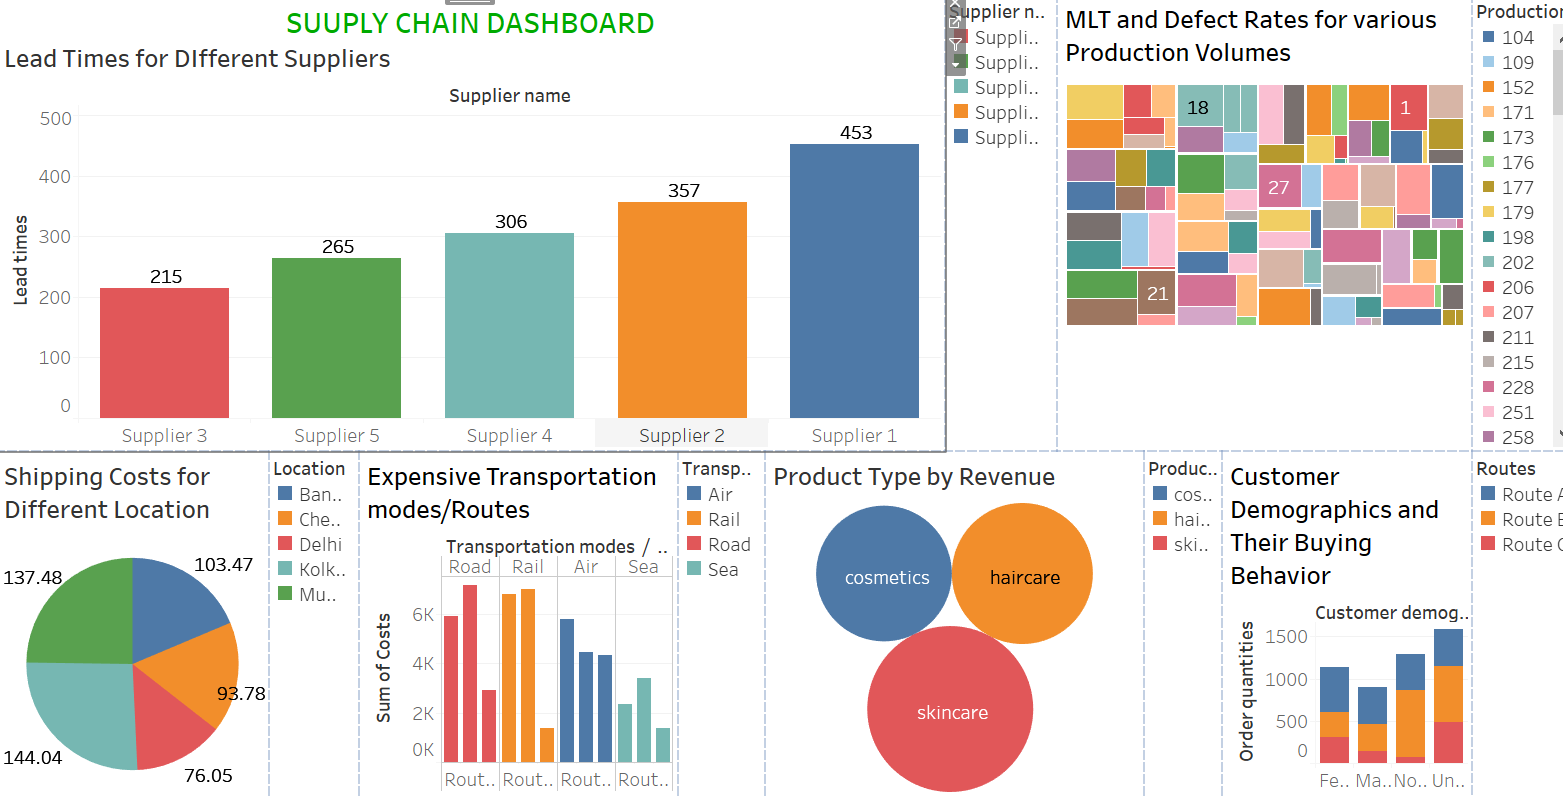 SUUPLY CHAIN DASHBOARD
Lead Times for DIfferent Suppliers
Supplier name
Lead times
500
400
300
200
100
0
215
265
306
357
453
Supplier 3
Supplier 5
Supplier 4
Supplier 2
Supplier 1
Supplier n..
Suppli..
Suppli..
Suppli..
Suppli..
Suppli..
MLT and Defect Rates for various
Production Volumes
18
1
27
21
Production
104
109
152
171
173
176
177
179
198
202
206
207
211
215
228
251
258
Shipping Costs for
Different Location
137.48
103.47
93.78
144.04
76.05
Location
Ban..
Che..
Delhi
Kolk..
Mu..
Expensive Transportation
modes/Routes
Transportation modes / ..
Road
Rail
Air
Sea
Sum of Costs
6K
4K
2K
0K
Rout..
Rout..
Rout..
Rout..
Transp..
Air
Rail
Road
Sea
Product Type by Revenue
cosmetics
haircare
skincare
Produc..
cos..
hai..
ski..
Customer
Demographics and
Their Buying
Behavior
Customer demog..
Order quantities
1500
1000
500
0
Fe..
Ma..
No..
Un..
Routes
Route A
Route B
Route C